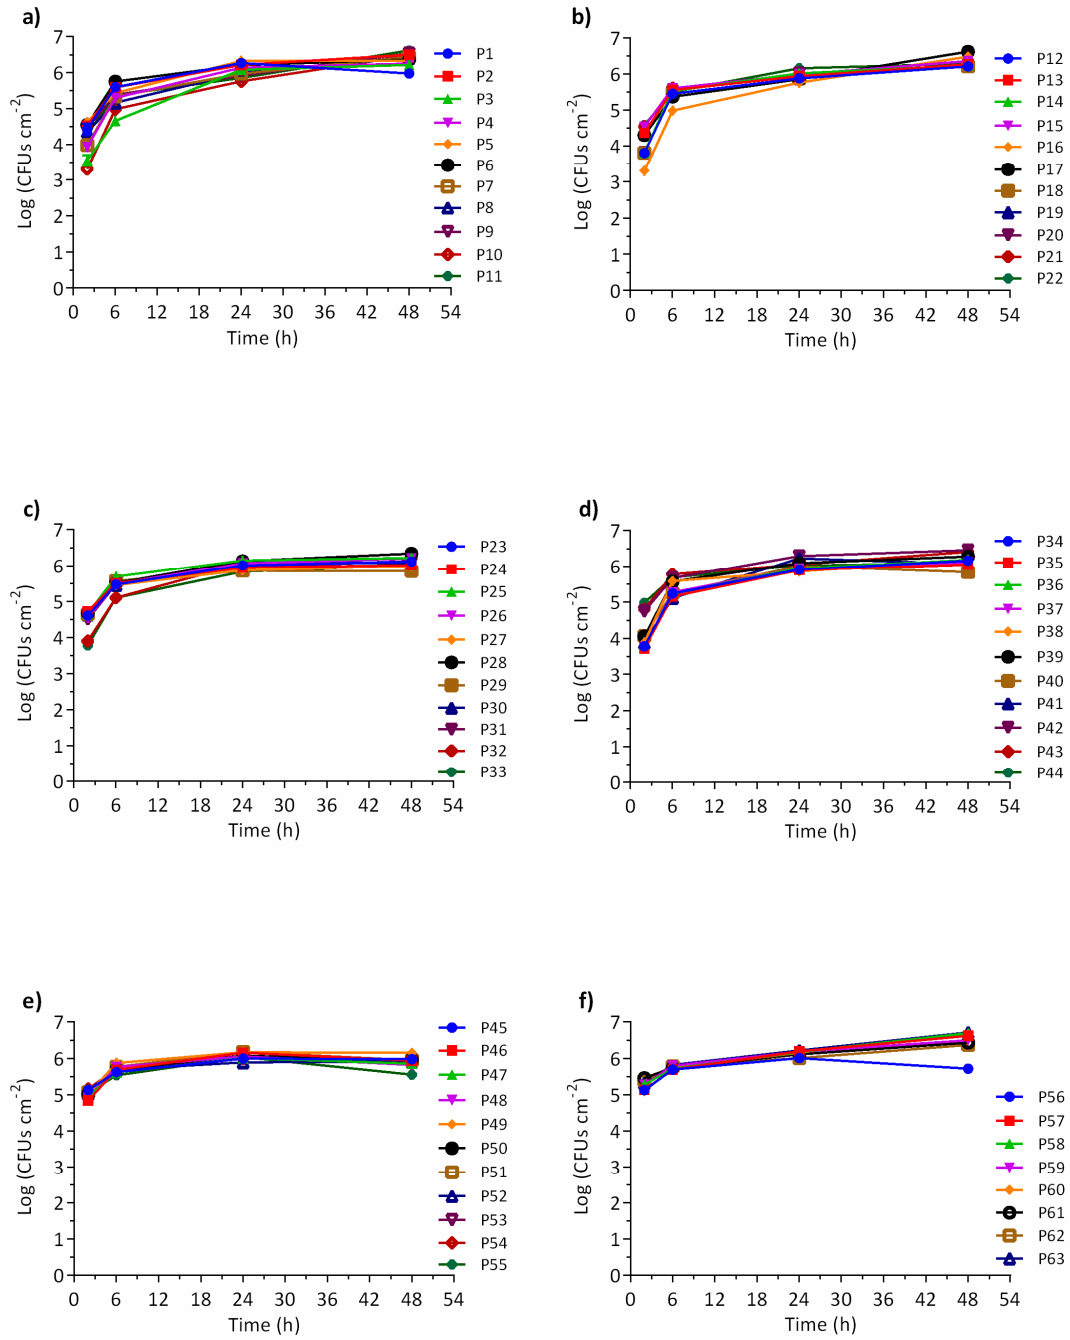 a)
7
6
5
4
3
2
1
0
Log (CFUs cm-2)
0 6 12 18 24 30 36 42 48 54
Time (h)
P1
P2
P3
P4
P5
P6
P7
P8
P9
P10
P11
b)
7
6
5
4
3
2
1
0
Log (CFUs cm-2)
0 6 12 18 24 30 36 42 48 54
Time (h)
P12
P13
P14
P15
P16
P17
P18
P19
P20
P21
P22
c)
7
6
5
4
3
2
1
0
Log (CFUs cm-2)
0 6 12 18 24 30 36 42 48 54
Time (h)
P23
P24
P25
P26
P27
P28
P29
P30
P31
P32
P33
d)
7
6
5
4
3
2
1
0
Log (CFUs cm-2)
0 6 12 18 24 30 36 42 48 54
Time (h)
P34
P35
P36
P37
P38
P39
P40
P41
P42
P43
P44
e)
7
6
5
4
3
2
1
0
Log (CFUs cm-2)
0 6 12 18 24 30 36 42 48 54
Time (h)
P45
P46
P47
P48
P49
P50
P51
P52
P53
P54
P55
f)
7
6
5
4
3
2
1
0
Log (CFUs cm-2)
0 6 12 18 24 30 36 42 48 54
Time (h)
P56
P57
P58
P59
P60
P61
P62
P63